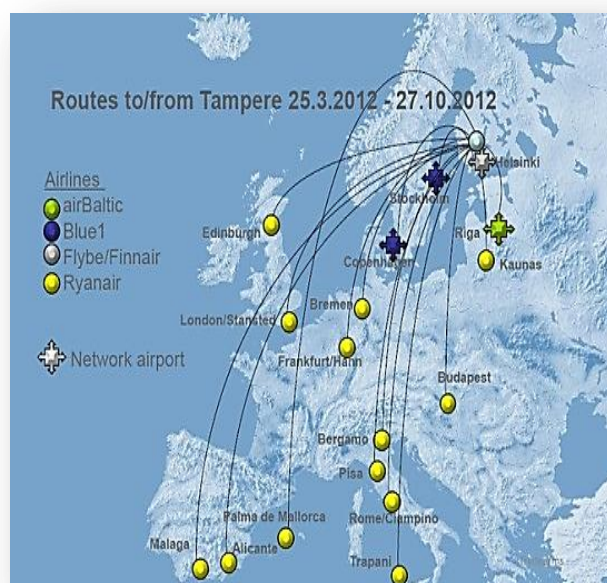 Routes to/from Tampere 25.3.2012 - 27.10.2012
Helsinki
Airlines
airBaltic
Blue1
Flybe/Finnair
Ryanair
Network airport
Stockholm
Edinburgh
Riga
Copenhagen
Kaunas
Bremen
London/Stansted
Frankfurt/Hahn
Budapest
Bergamo
Pisa
Palma de Mallorca
Rome/Ciampino
Malaga
Alicante
Trapani